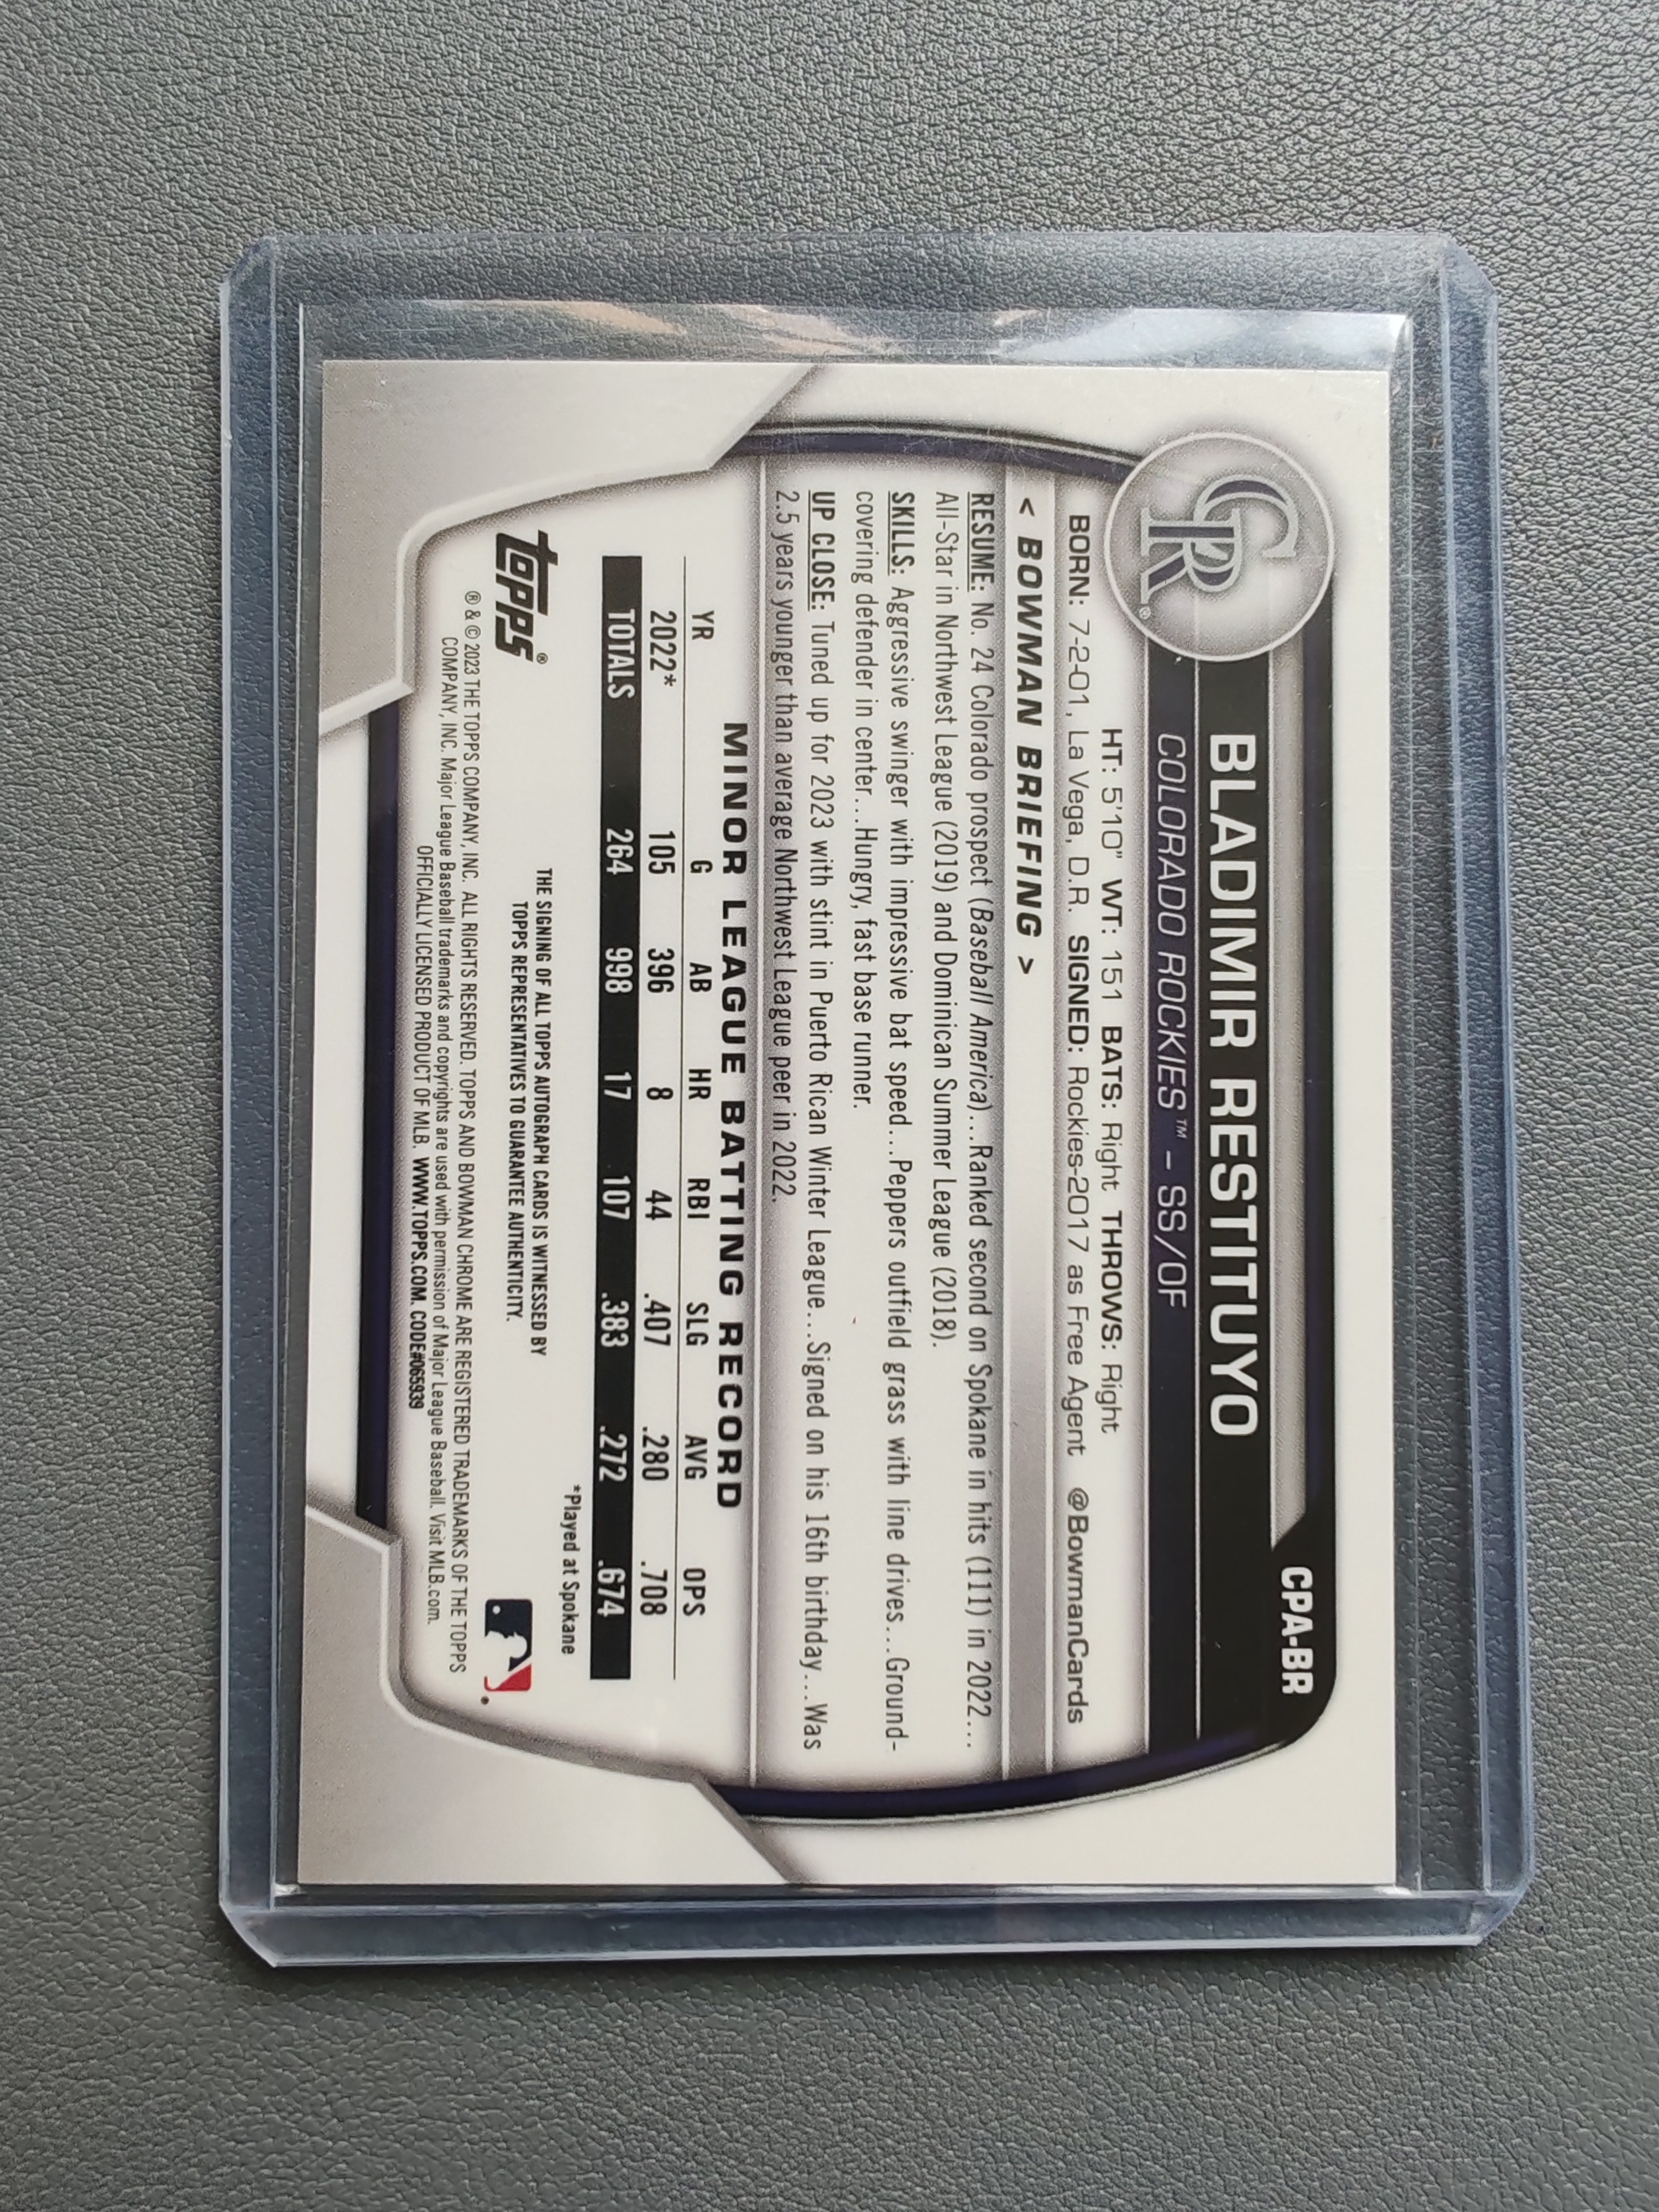 CPA-BR
CR®
BLADIMIR RESTITUYO
COLORADO ROCKIES™ – SS/OF
HT: 5'10" WT: 151 BATS: Right THROWS: Right
BORN: 7-2-01, La Vega, D.R. SIGNED: Rockies-2017 as Free Agent @BowmanCards
< BOWMAN BRIEFING >
RESUME: No. 24 Colorado prospect (Baseball America)...Ranked second on Spokane in hits (111) in 2022...
All-Star in Northwest League (2019) and Dominican Summer League (2018).
SKILLS: Aggressive swinger with impressive bat speed...Peppers outfield grass with line drives...Ground-
covering defender in center...Hungry, fast base runner.
UP CLOSE: Tuned up for 2023 with stint in Puerto Rican Winter League...Signed on his 16th birthday...Was
2.5 years younger than average Northwest League peer in 2022.
MINOR LEAGUE BATTING RECORD
YR G AB HR RBI SLG AVG OPS
2022* 105 396 8 44 .407 .280 .708
TOTALS 264 998 17 107 .383 .272 .674
*Played at Spokane
THE SIGNING OF ALL TOPPS AUTOGRAPH CARDS IS WITNESSED BY
TOPPS REPRESENTATIVES TO GUARANTEE AUTHENTICITY.
topps®
® & © 2023 THE TOPPS COMPANY, INC. ALL RIGHTS RESERVED. TOPPS AND BOWMAN CHROME ARE REGISTERED TRADEMARKS OF THE TOPPS
COMPANY, INC. Major League Baseball trademarks and copyrights are used with permission of Major League Baseball. Visit MLB.com.
OFFICIALLY LICENSED PRODUCT OF MLB. WWW.TOPPS.COM. CODE#065939